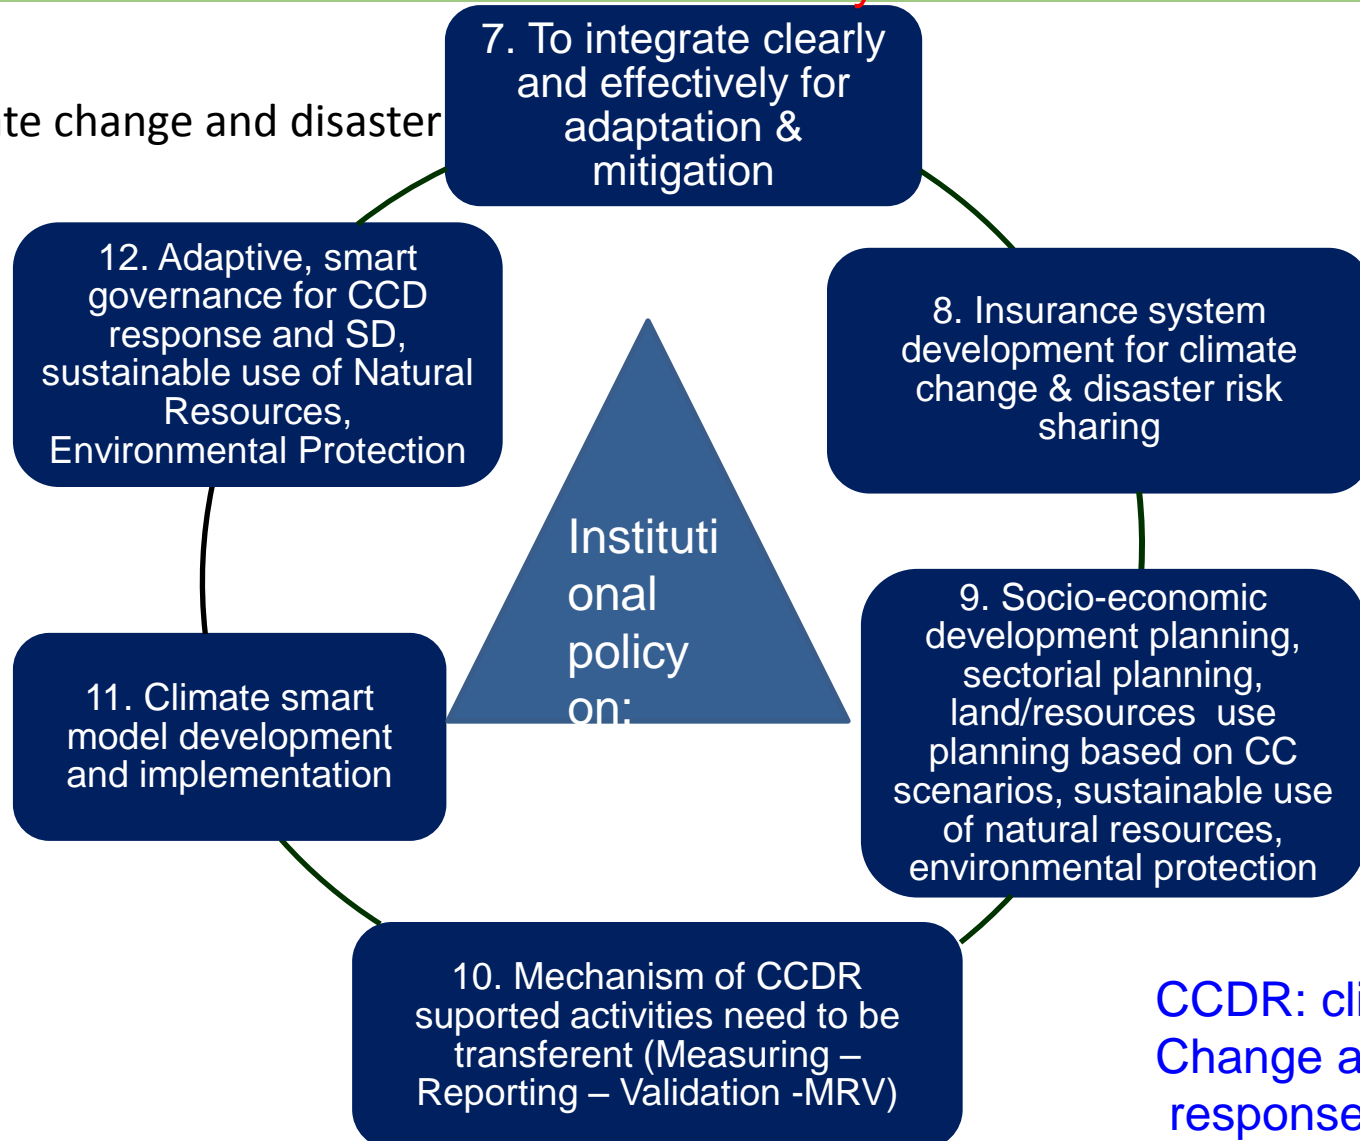 7. To integrate clearly
and effectively for
adaptation &
mitigation
change and disaster
12. Adaptive, smart
governance for CCD
response and SD,
sustainable use of Natural
Resources,
Environmental Protection
8. Insurance system
development for climate
change & disaster risk
sharing
Instituti
onal
policy
on:
9. Socio-economic
development planning,
sectorial planning,
land/resources use
planning based on CC
scenarios, sustainable use
of natural resources,
environmental protection
11. Climate smart
model development
and implementation
10. Mechanism of CCDR
suported activities need to be
transferent (Measuring –
Reporting – Validation -MRV)
CCDR:
Change
response